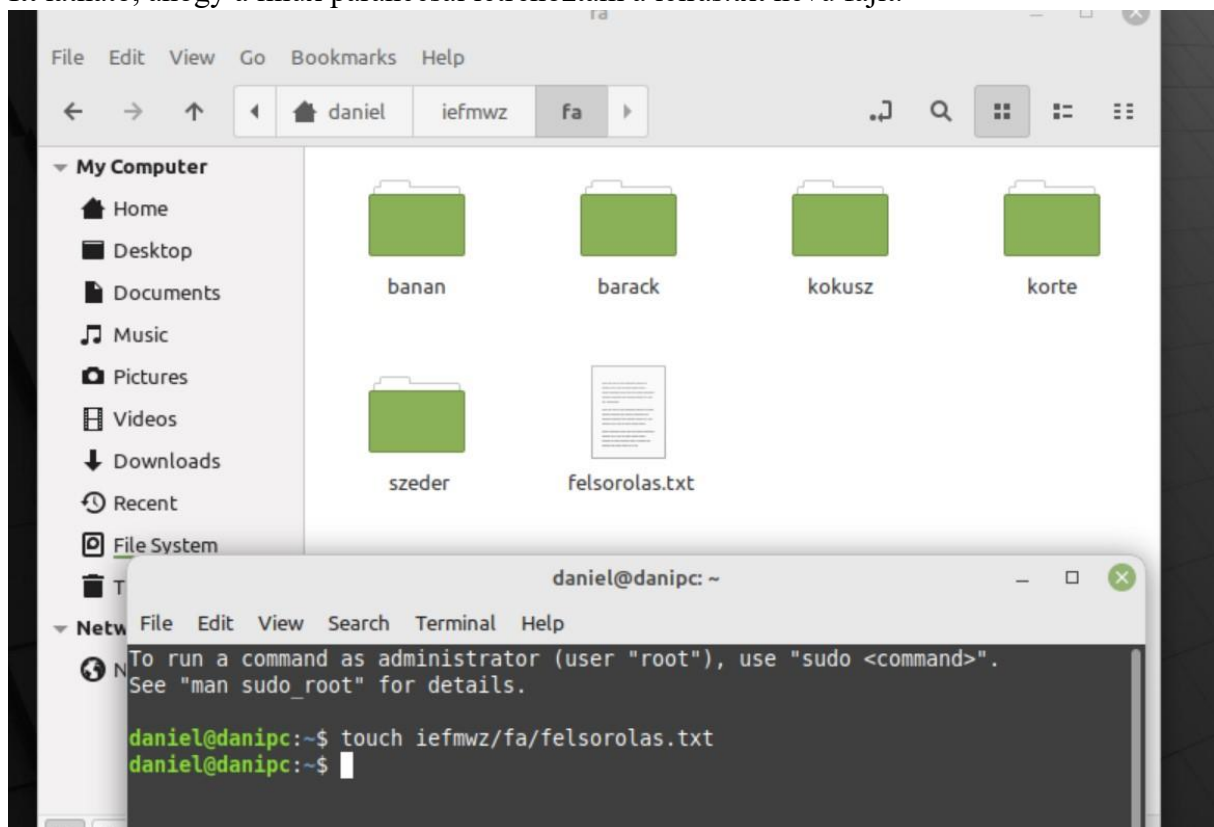 fa
File Edit View Go Bookmarks Help
daniel iefmwz fa
My Computer
Home
Desktop
Documents
Music
Pictures
Videos
Downloads
Recent
File System
T
Netw
N
banan barack kokusz korte
szeder felsorolas.txt
daniel@danipc: ~
File Edit View Search Terminal Help
To run a command as administrator (user "root"), use "sudo <command>".
See "man sudo_root" for details.
daniel@danipc:~$ touch iefmwz/fa/felsorolas.txt
daniel@danipc:~$